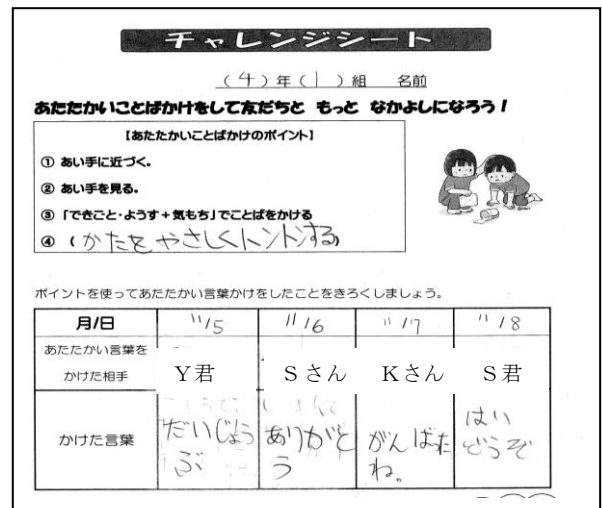 チャレンジシート
(4)年(1)組 名前
あたたかいことばかけをして友だちと もっと なかよしになろう！
【あたたかいことばかけのポイント】
① あい手に近づく。
② あい手を見る。
③ 「できごと・ようす+気もち」でことばをかける
④ (かたをやさしくトントンする)
ポイントを使ってあたたかい言葉かけをしたことをきろくしましょう。
月/日 11/5 11/6 11/7 11/8
あたたかい言葉をかけた相手 Y君 Sさん Kさん S君
かけた言葉 だいじょうぶ ありがとう がんばたね。 はいどうぞ